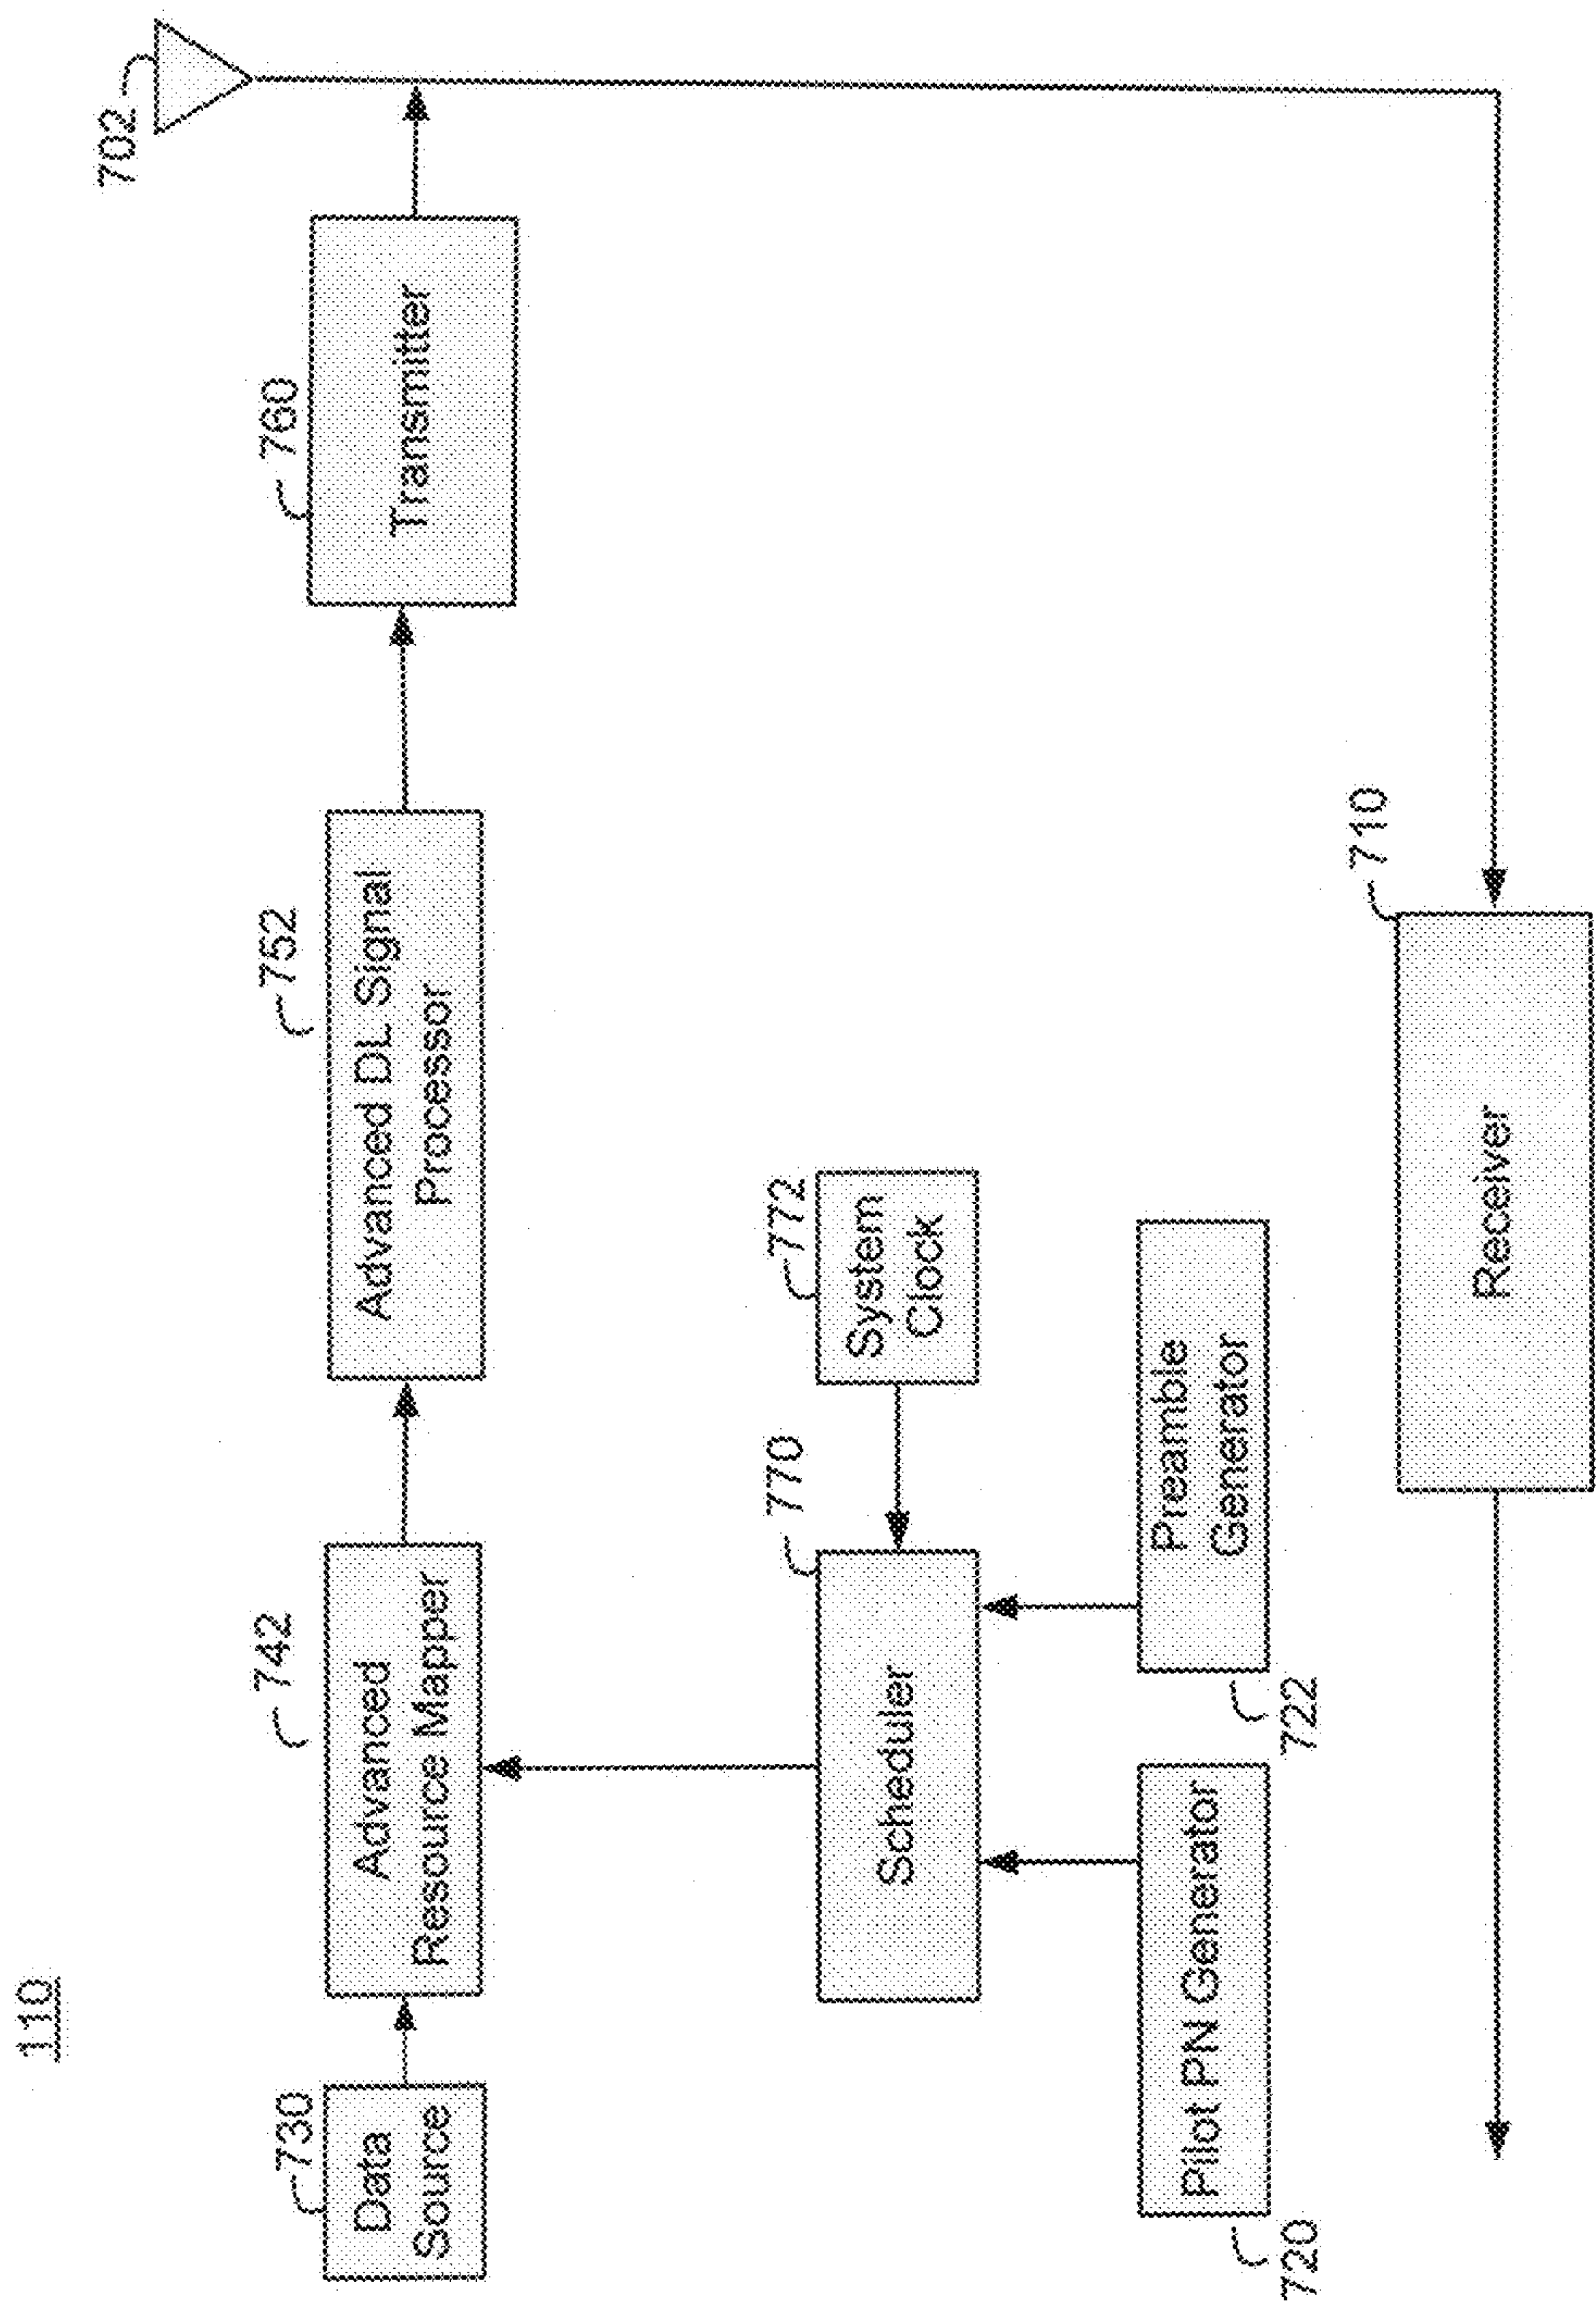 110
702
730
Data
Source
742
Advanced
Resource Mapper
752
Advanced DL Signal
Processor
760
Transmitter
770
Scheduler
772
System
Clock
Pilot PN Generator
720
Preamble
Generator
722
710
Receiver